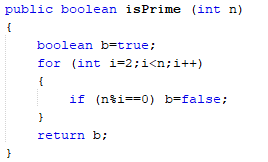 public boolean isPrime (int n)
{
    boolean b=true;
    for (int i=2;i<n;i++)
    {
        if (n%i==0) b=false;
    }
    return b;
}